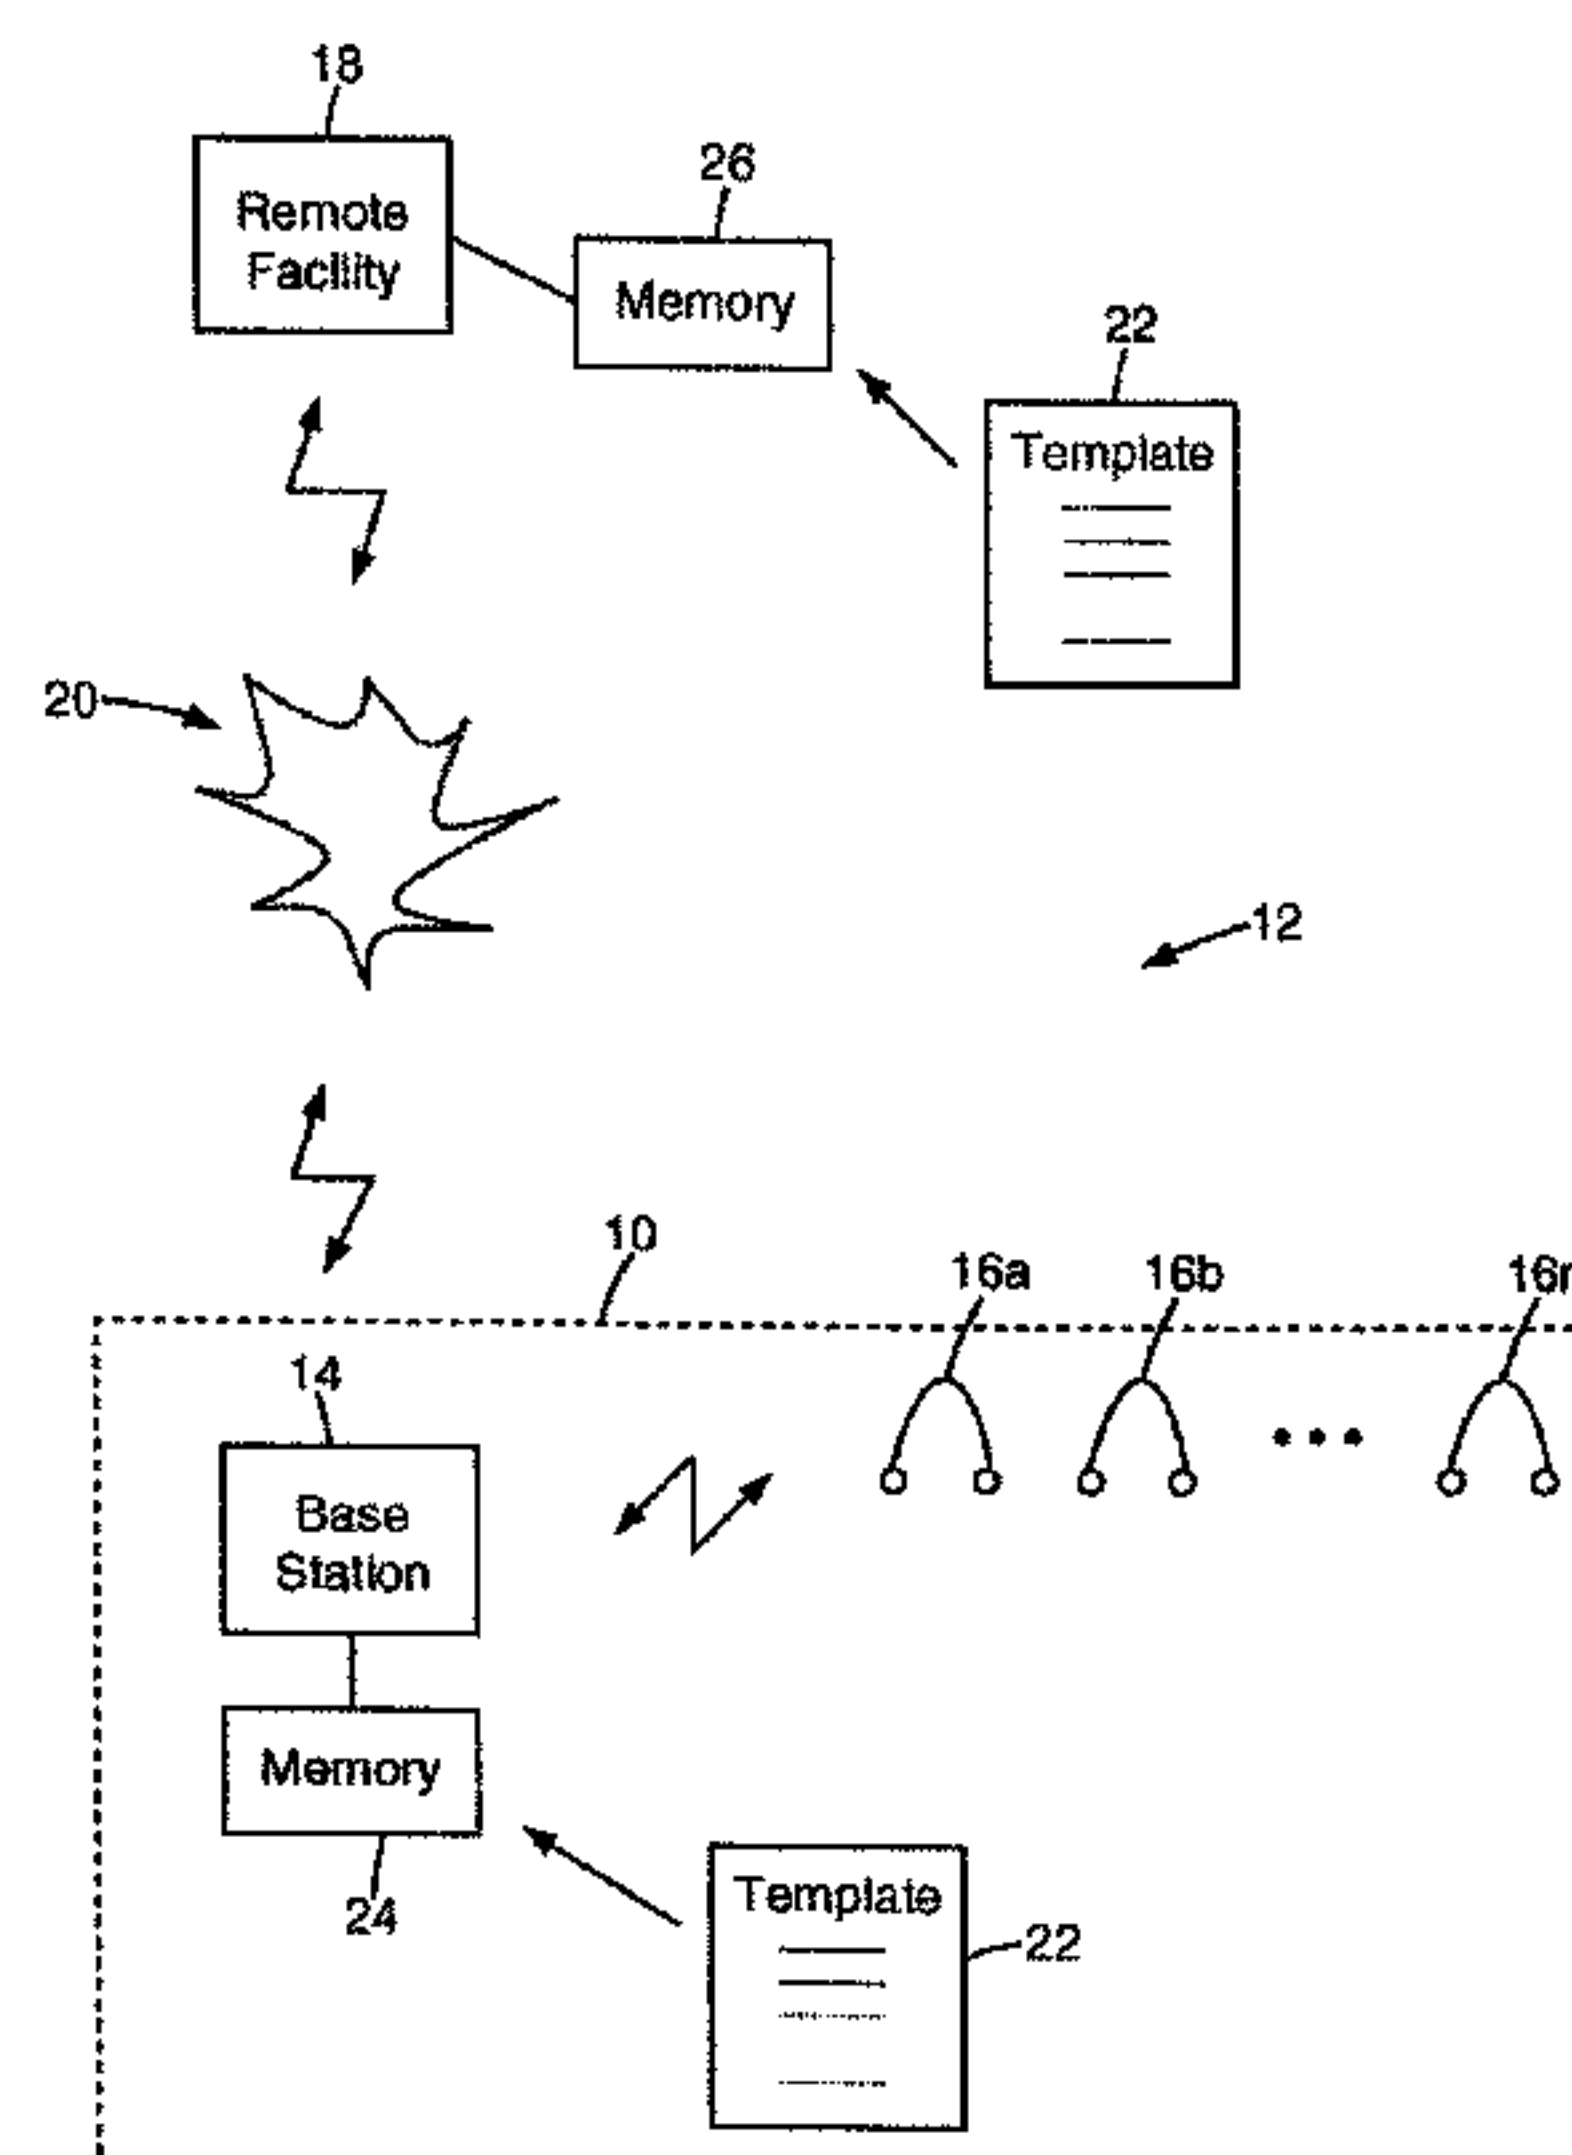 18
Remote
Facility
26
Memory
22
Template
20
12
10
16a
16b
14
Base
Station
Memory
24
Template
22